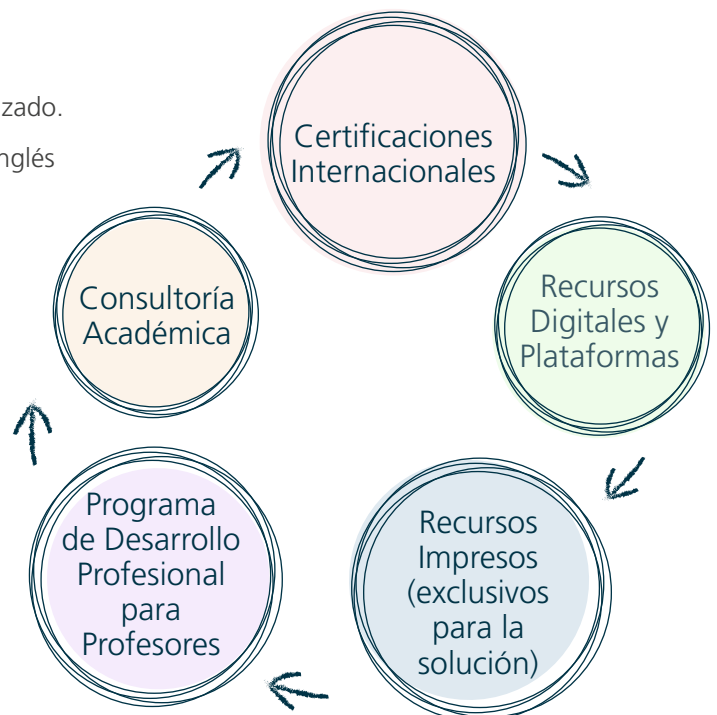 zado.
nglés
Certificaciones
Internacionales
Recursos
Digitales y
Plataformas
Recursos
Impresos
(exclusivos
para la
solución)
Programa
de Desarrollo
Profesional
para
Profesores
Consultoría
Académica